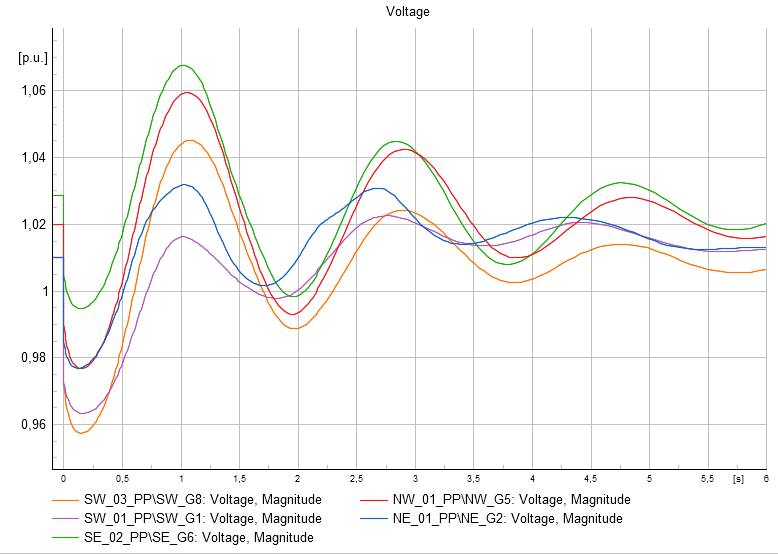 Voltage
[p.u.]
1,06
1,04
1,02
1
0,98
0,96
0 0,5 1 1,5 2 2,5 3 3,5 4 4,5 5 5,5 [s] 6
SW_03_PP\SW_G8: Voltage, Magnitude NW_01_PP\NW_G5: Voltage, Magnitude
SW_01_PP\SW_G1: Voltage, Magnitude NE_01_PP\NE_G2: Voltage, Magnitude
SE_02_PP\SE_G6: Voltage, Magnitude